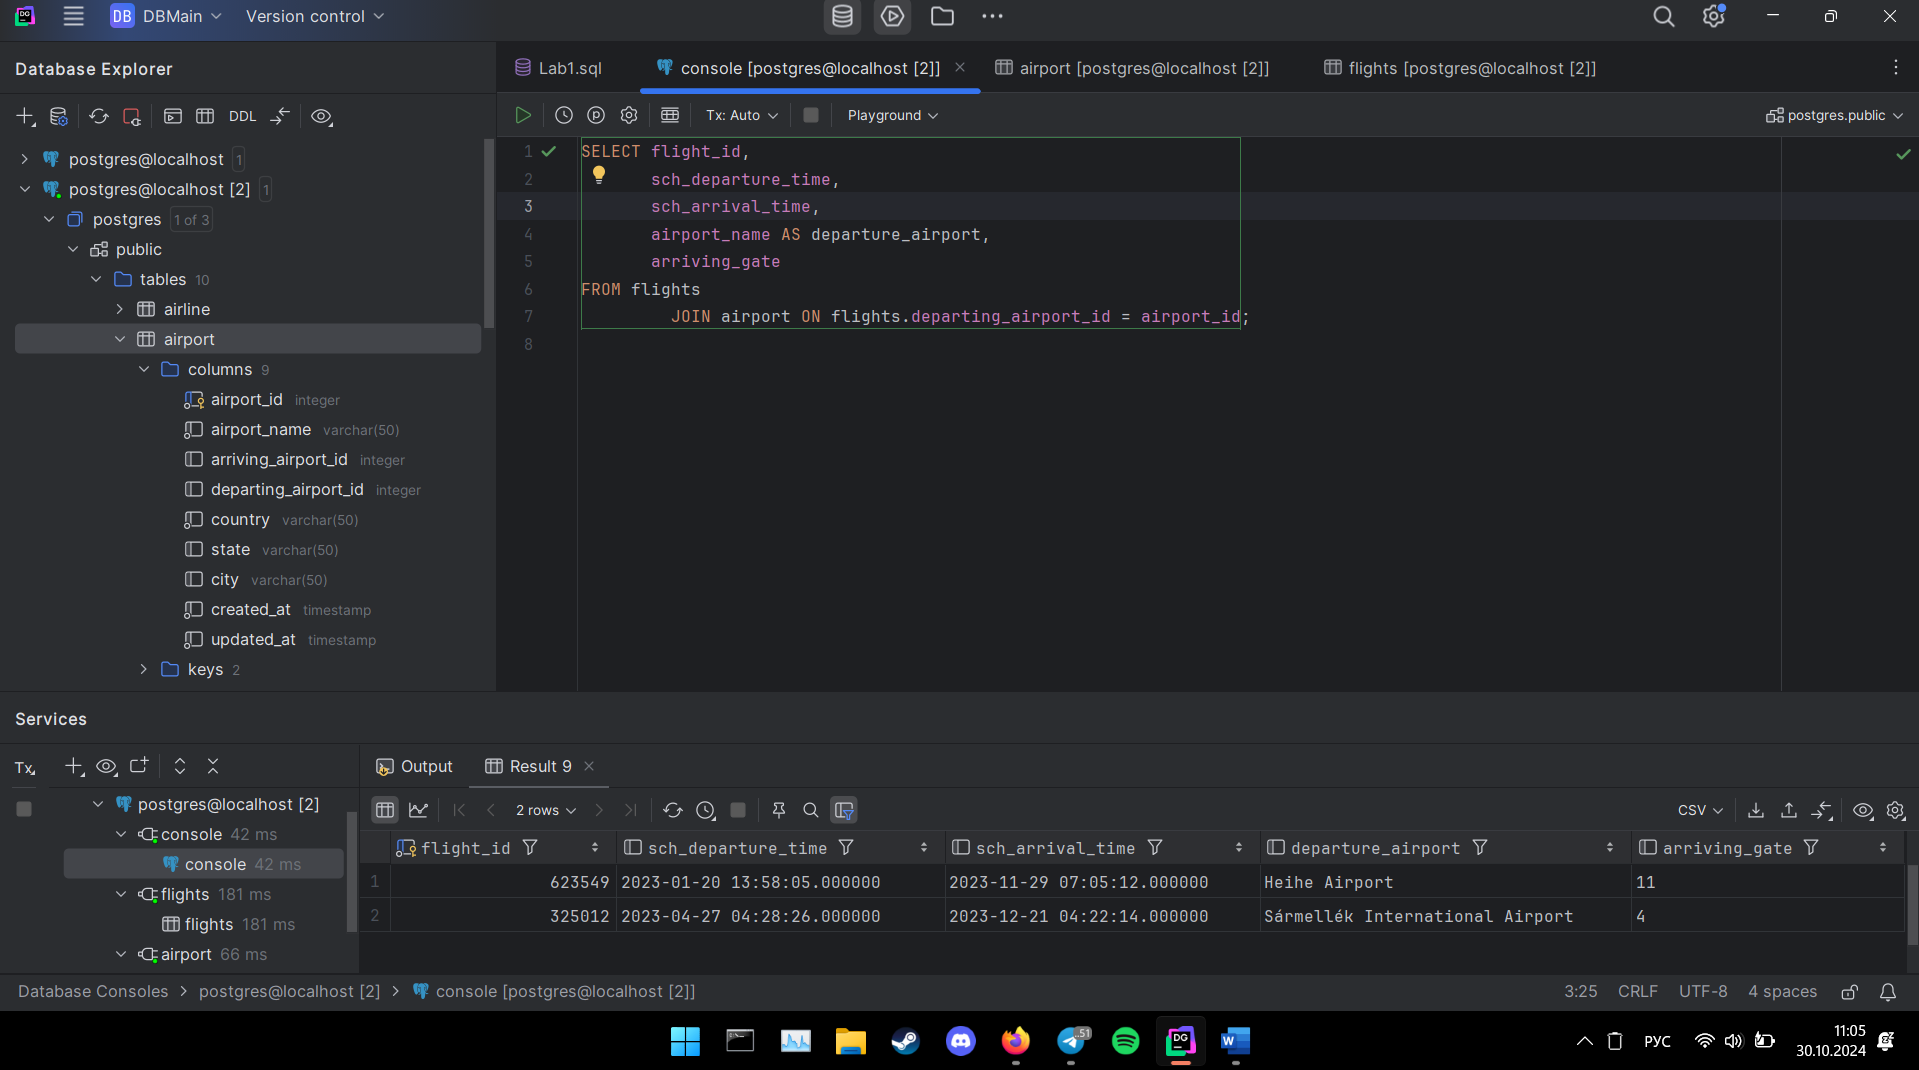 DB DBMain Version control
Database Explorer
Lab1.sql console [postgres@localhost [2]] airport [postgres@localhost [2]] flights [postgres@localhost [2]]
DDL
Tx: Auto Playground postgres.public
postgres@localhost 1
postgres@localhost [2] 1
postgres 1 of 3
public
tables 10
airline
airport
columns 9
airport_id integer
airport_name varchar(50)
arriving_airport_id integer
departing_airport_id integer
country varchar(50)
state varchar(50)
city varchar(50)
created_at timestamp
updated_at timestamp
keys 2
1 SELECT flight_id,
2 sch_departure_time,
3 sch_arrival_time,
4 airport_name AS departure_airport,
5 arriving_gate
6 FROM flights
7 JOIN airport ON flights.departing_airport_id = airport_id;
8
Services
Tx
postgres@localhost [2]
console 42 ms
console 42 ms
flights 181 ms
flights 181 ms
airport 66 ms
Output Result 9
2 rows CSV
flight_id sch_departure_time sch_arrival_time departure_airport arriving_gate
1 623549 2023-01-20 13:58:05.000000 2023-11-29 07:05:12.000000 Heihe Airport 11
2 325012 2023-04-27 04:28:26.000000 2023-12-21 04:22:14.000000 Sármellék International Airport 4
Database Consoles > postgres@localhost [2] > console [postgres@localhost [2]]
3:25 CRLF UTF-8 4 spaces
51
DG
W
РУС
11:05
30.10.2024